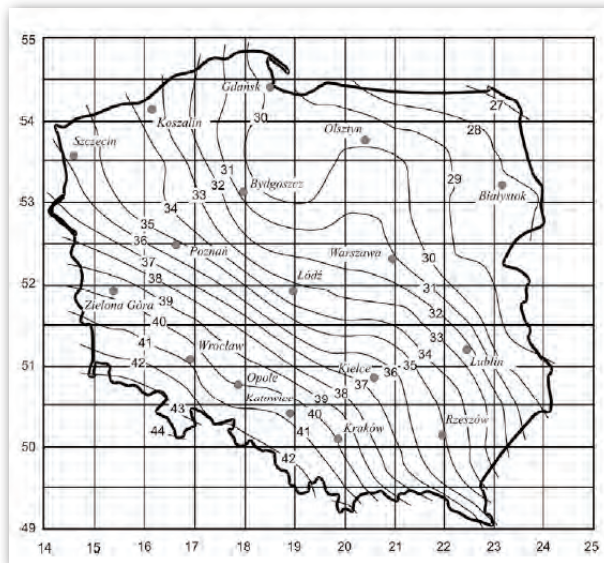 55
Gdańsk
27
30
28
Koszalin
54
Olsztyn
Szczecin
31
29
32
Bydgoszcz
Białystok
33
53
34
35
36
Poznań
37
Warszawa
30
38
Łódź
31
52
Zielona Góra
39
32
40
33
41
Wrocław
34
Lublin
42
Kielce
36
35
51
37
Opole
38
Katowice
39
43
40
Rzeszów
44
41
Kraków
50
42
49
14
15
16
17
18
19
20
21
22
23
24